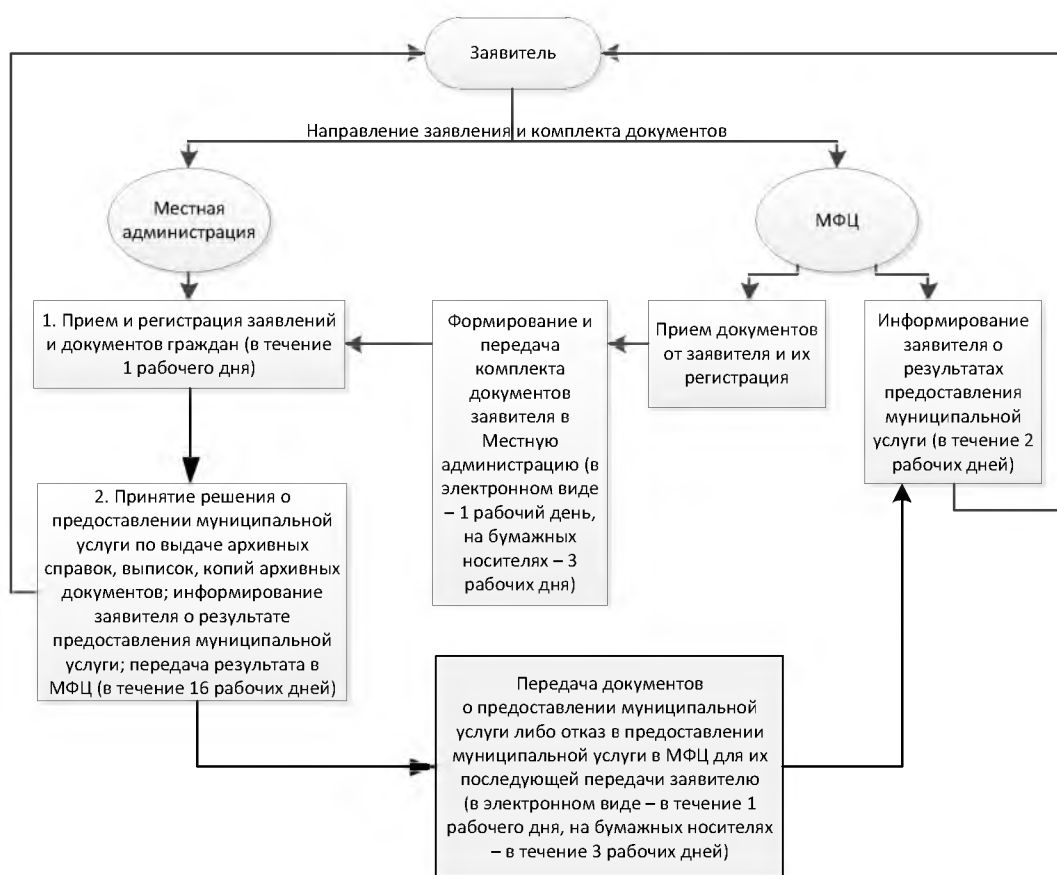 Заявитель
Направление заявления и комплекта документов
Местная
администрация
МФЦ
1. Прием и регистрация заявлений
и документов граждан (в течение
1 рабочего дня)
Формирование и
передача
комплекта
документов
заявителя в
Местную
администрацию (в
электронном виде
– 1 рабочий день,
на бумажных
носителях – 3
рабочих дня)
Прием документов
от заявителя и их
регистрация
Информирование
заявителя о
результатах
предоставления
муниципальной
услуги (в течение 2
рабочих дней)
2. Принятие решения о
предоставлении муниципальной
услуги по выдаче архивных
справок, выписок, копий архивных
документов; информирование
заявителя о результате
предоставления муниципальной
услуги; передача результата в
МФЦ (в течение 16 рабочих дней)
Передача документов
о предоставлении муниципальной
услуги либо отказ в предоставлении
муниципальной услуги в МФЦ для их
последующей передачи заявителю
(в электронном виде – в течение 1
рабочего дня, на бумажных носителях
– в течение 3 рабочих дней)